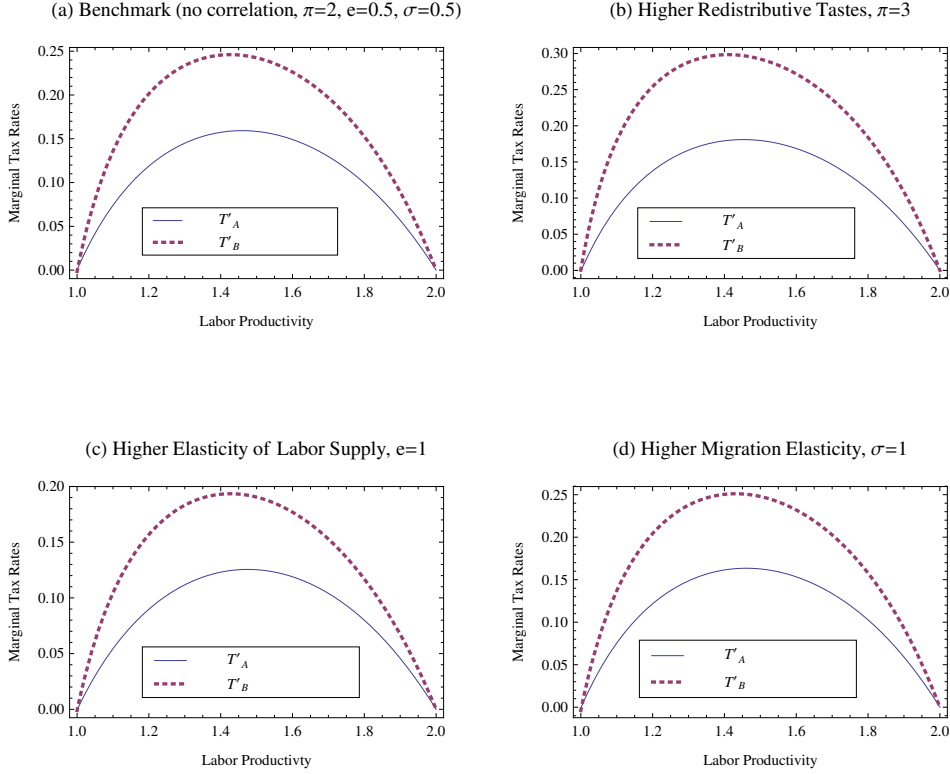 (a) Benchmark (no correlation, π=2, e=0.5, σ=0.5)
0.25
0.20
0.15
0.10
0.05
0.00
Marginal Tax Rates
T′A
T′B
1.0 1.2 1.4 1.6 1.8 2.0
Labor Productivity
(b) Higher Redistributive Tastes, π=3
0.30
0.25
0.20
0.15
0.10
0.05
0.00
Marginal Tax Rates
T′A
T′B
1.0 1.2 1.4 1.6 1.8 2.0
Labor Productivity
(c) Higher Elasticity of Labor Supply, e=1
0.20
0.15
0.10
0.05
0.00
Marginal Tax Rates
T′A
T′B
1.0 1.2 1.4 1.6 1.8 2.0
Labor Productivty
(d) Higher Migration Elasticity, σ=1
0.25
0.20
0.15
0.10
0.05
0.00
Marginal Tax Rates
T′A
T′B
1.0 1.2 1.4 1.6 1.8 2.0
Labor Productivity